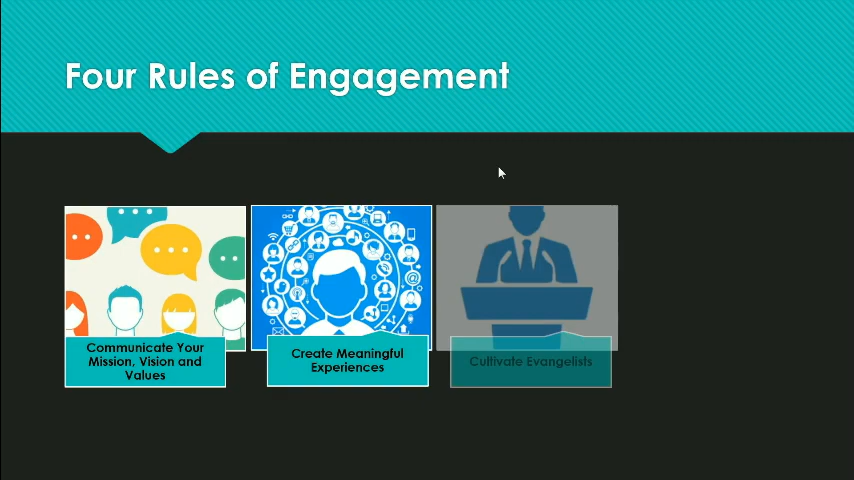 Four Rules of Engagement
Communicate Your
Mission, Vision and
Values
Create Meaningful
Experiences
Cultivate Evangelists